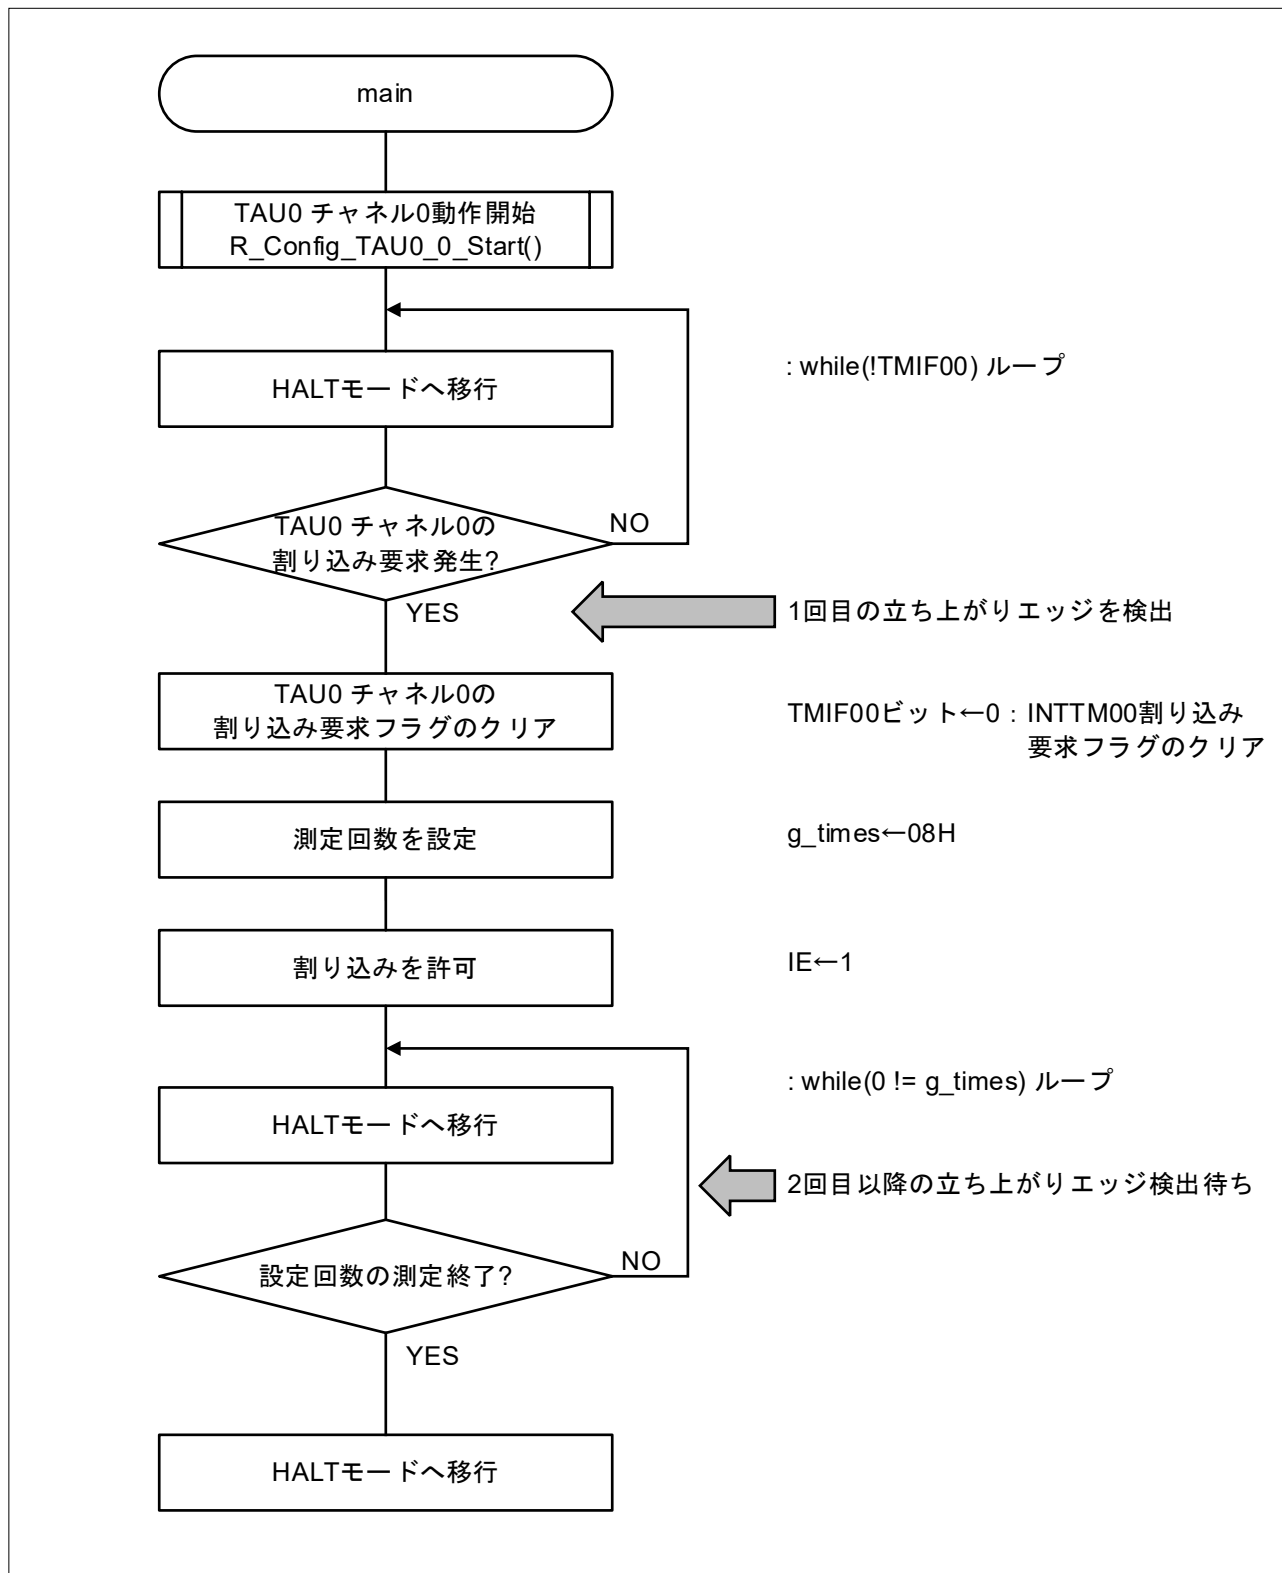 main
TAU0 チャネル0動作開始
R_Config_TAU0_0_Start()
HALTモードへ移行
: while(!TMIF00) ループ
TAU0 チャネル0の
割り込み要求発生?
NO
YES
1回目の立ち上がりエッジを検出
TAU0 チャネル0の
割り込み要求フラグのクリア
TMIF00ビット←0：INTTM00割り込み
要求フラグのクリア
測定回数を設定
g_times←08H
割り込みを許可
IE←1
: while(0 != g_times) ループ
HALTモードへ移行
2回目以降の立ち上がりエッジ検出待ち
設定回数の測定終了?
NO
YES
HALTモードへ移行